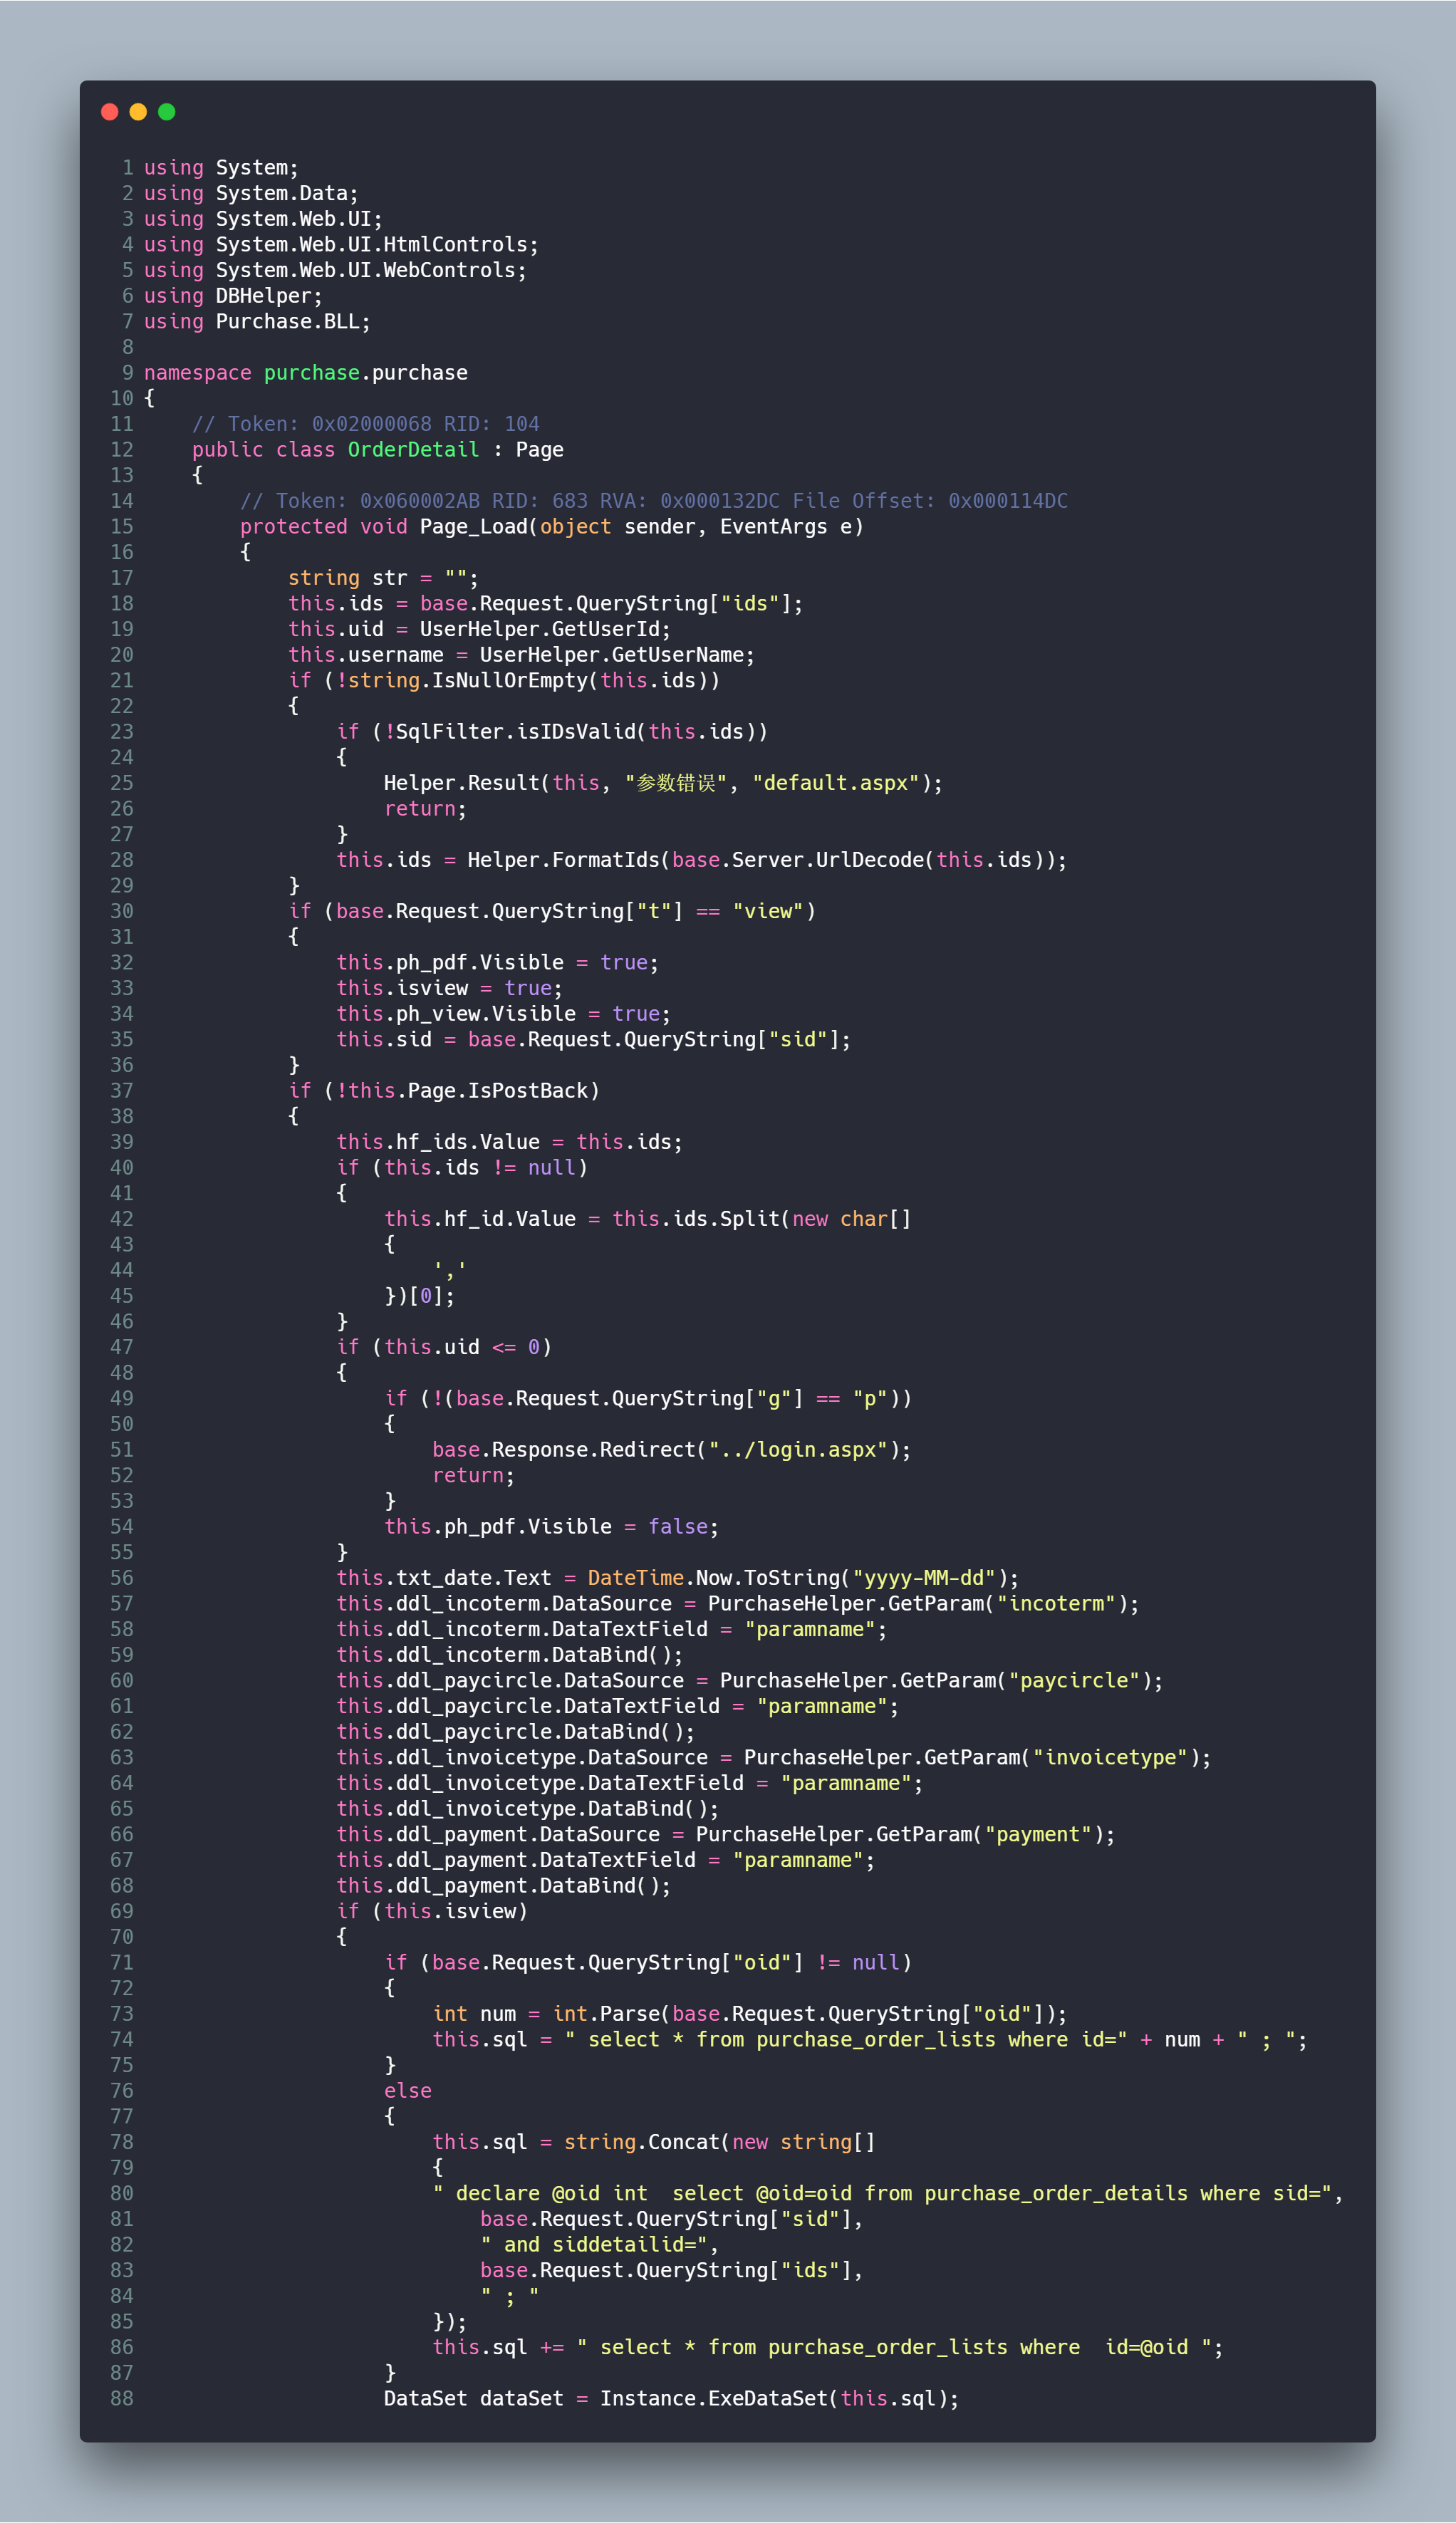 1 using System;
2 using System.Data;
3 using System.Web.UI;
4 using System.Web.UI.HtmlControls;
5 using System.Web.UI.WebControls;
6 using DBHelper;
7 using Purchase.BLL;
8
9 namespace purchase.purchase
10 {
11     // Token: 0x02000068 RID: 104
12     public class OrderDetail : Page
13     {
14         // Token: 0x060002AB RID: 683 RVA: 0x000132DC File Offset: 0x000114DC
15         protected void Page_Load(object sender, EventArgs e)
16         {
17             string str = "";
18             this.ids = base.Request.QueryString["ids"];
19             this.uid = UserHelper.GetUserId;
20             this.username = UserHelper.GetUserName;
21             if (!string.IsNullOrEmpty(this.ids))
22             {
23                 if (!SqlFilter.isIDsValid(this.ids))
24                 {
25                     Helper.Result(this, "参数错误", "default.aspx");
26                     return;
27                 }
28                 this.ids = Helper.FormatIds(base.Server.UrlDecode(this.ids));
29             }
30             if (base.Request.QueryString["t"] == "view")
31             {
32                 this.ph_pdf.Visible = true;
33                 this.isview = true;
34                 this.ph_view.Visible = true;
35                 this.sid = base.Request.QueryString["sid"];
36             }
37             if (!this.Page.IsPostBack)
38             {
39                 this.hf_ids.Value = this.ids;
40                 if (this.ids != null)
41                 {
42                     this.hf_id.Value = this.ids.Split(new char[]
43                     {
44                         ','
45                     })[0];
46                 }
47                 if (this.uid <= 0)
48                 {
49                     if (!(base.Request.QueryString["g"] == "p"))
50                     {
51                         base.Response.Redirect("../login.aspx");
52                         return;
53                     }
54                     this.ph_pdf.Visible = false;
55                 }
56                 this.txt_date.Text = DateTime.Now.ToString("yyyy-MM-dd");
57                 this.ddl_incoterm.DataSource = PurchaseHelper.GetParam("incoterm");
58                 this.ddl_incoterm.DataTextField = "paramname";
59                 this.ddl_incoterm.DataBind();
60                 this.ddl_paycircle.DataSource = PurchaseHelper.GetParam("paycircle");
61                 this.ddl_paycircle.DataTextField = "paramname";
62                 this.ddl_paycircle.DataBind();
63                 this.ddl_invoicetype.DataSource = PurchaseHelper.GetParam("invoicetype");
64                 this.ddl_invoicetype.DataTextField = "paramname";
65                 this.ddl_invoicetype.DataBind();
66                 this.ddl_payment.DataSource = PurchaseHelper.GetParam("payment");
67                 this.ddl_payment.DataTextField = "paramname";
68                 this.ddl_payment.DataBind();
69                 if (this.isview)
70                 {
71                     if (base.Request.QueryString["oid"] != null)
72                     {
73                         int num = int.Parse(base.Request.QueryString["oid"]);
74                         this.sql = " select * from purchase_order_lists where id=" + num + " ; ";
75                     }
76                     else
77                     {
78                         this.sql = string.Concat(new string[]
79                         {
80                         " declare @oid int  select @oid=oid from purchase_order_details where sid=",
81                             base.Request.QueryString["sid"],
82                             " and siddetailid=",
83                             base.Request.QueryString["ids"],
84                             " ; "
85                         });
86                         this.sql += " select * from purchase_order_lists where  id=@oid ";
87                     }
88                     DataSet dataSet = Instance.ExeDataSet(this.sql);